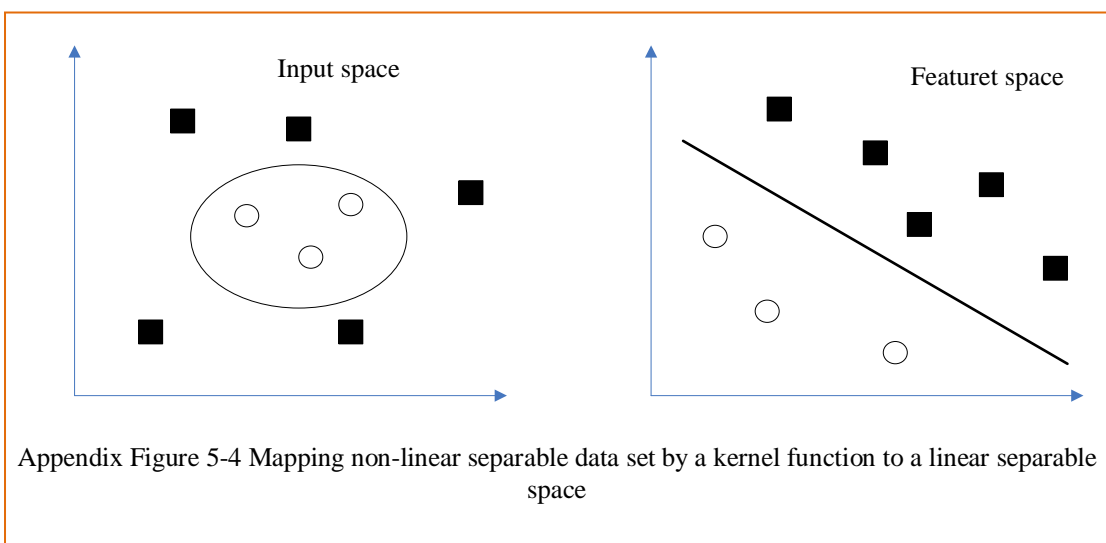 Input space
Featuret space
Appendix Figure 5-4 Mapping non-linear separable data set by a kernel function to a linear separable
space